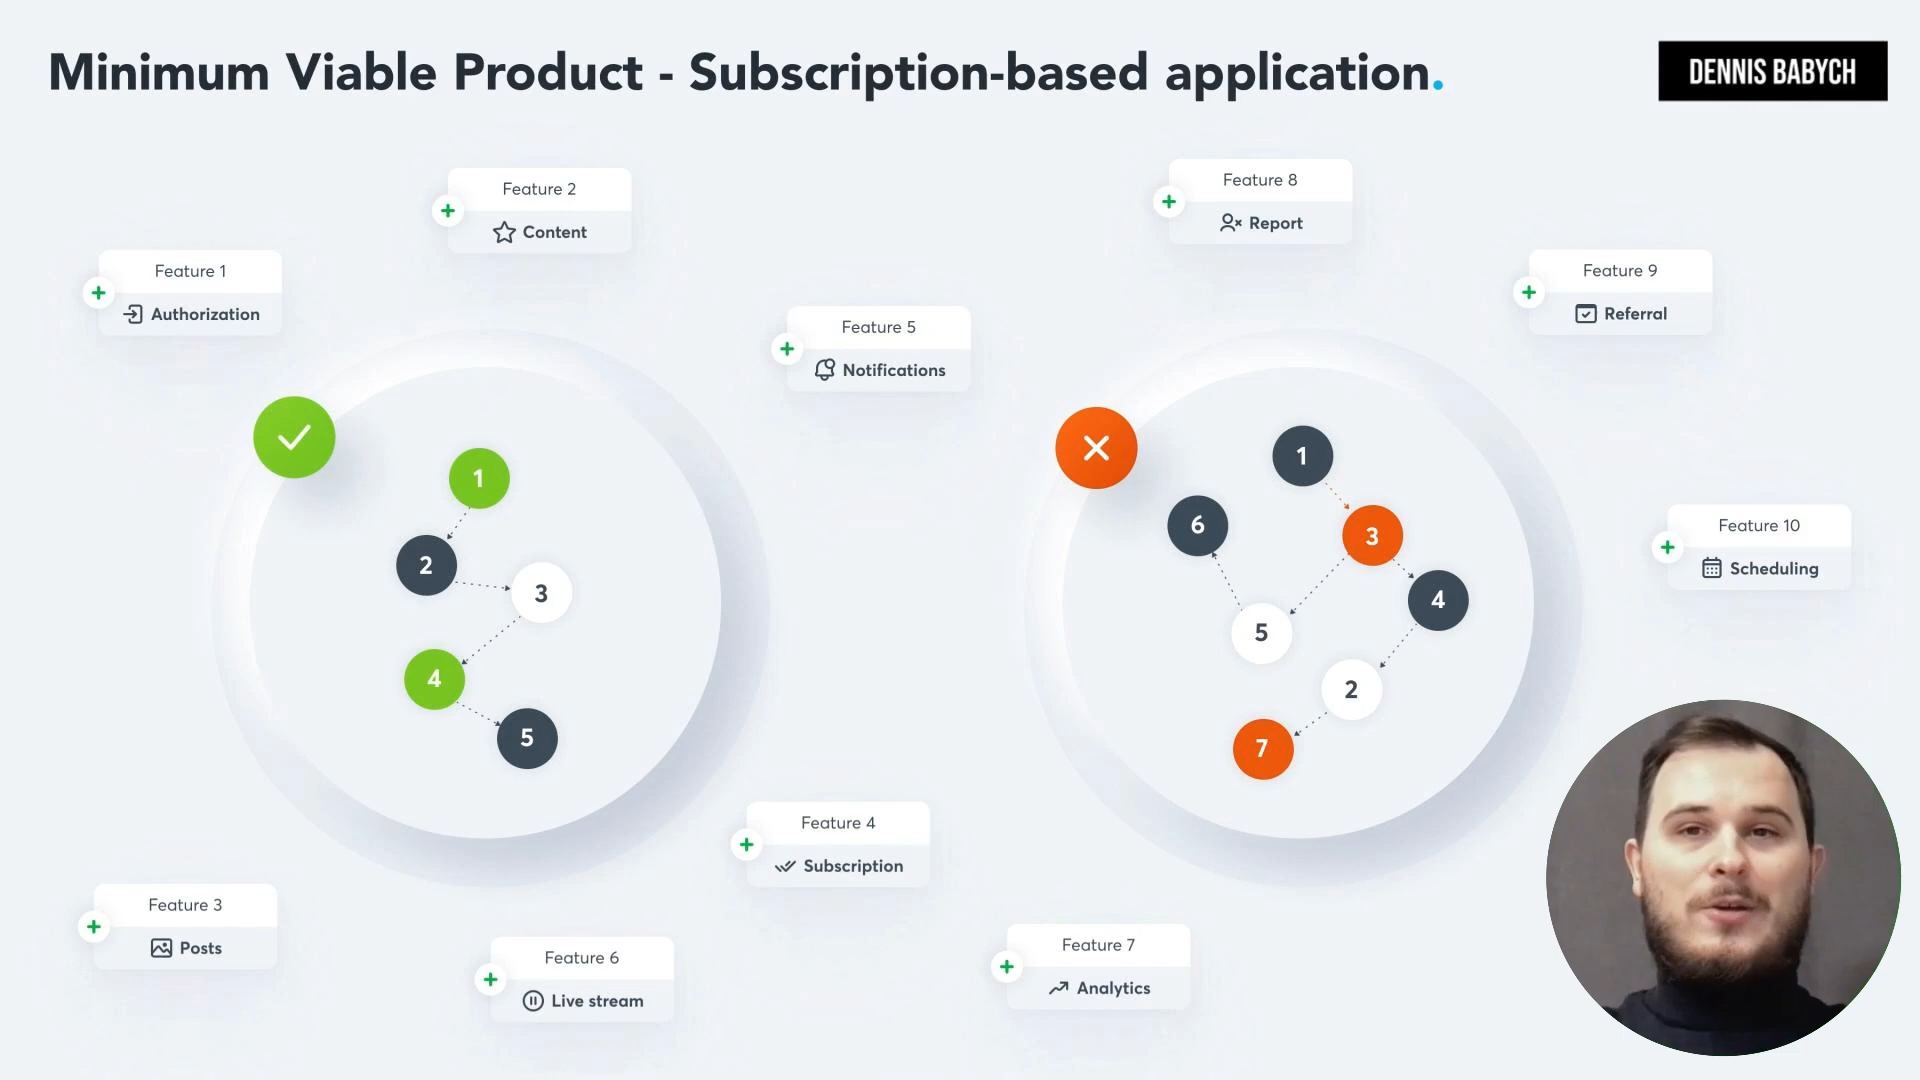 Minimum Viable Product - Subscription-based application.
DENNIS BABYCH
Feature 1
Authorization
Feature 2
Content
Feature 5
Notifications
Feature 8
Report
Feature 9
Referral
Feature 10
Scheduling
1
2
3
4
5
1
6
3
4
5
2
7
Feature 4
Subscription
Feature 3
Posts
Feature 6
Live stream
Feature 7
Analytics